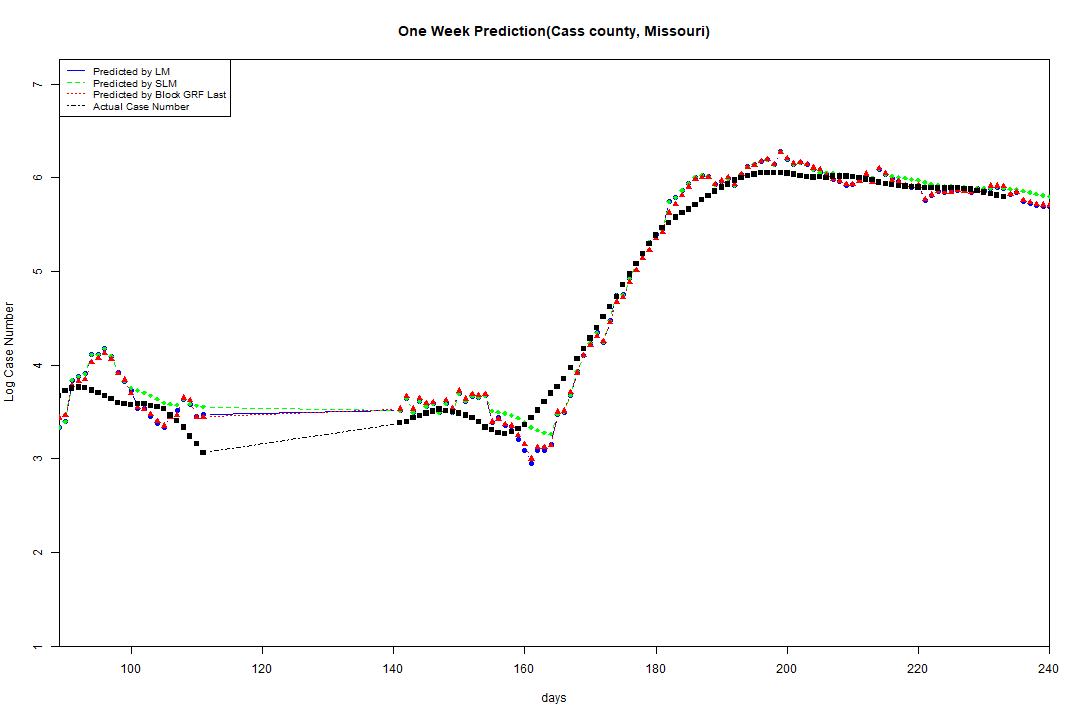 One Week Prediction(Cass county, Missouri)
Predicted by LM
Predicted by SLM
Predicted by Block GRF Last
Actual Case Number
7
6
5
4
3
2
1
Log Case Number
100 120 140 160 180 200 220 240
days